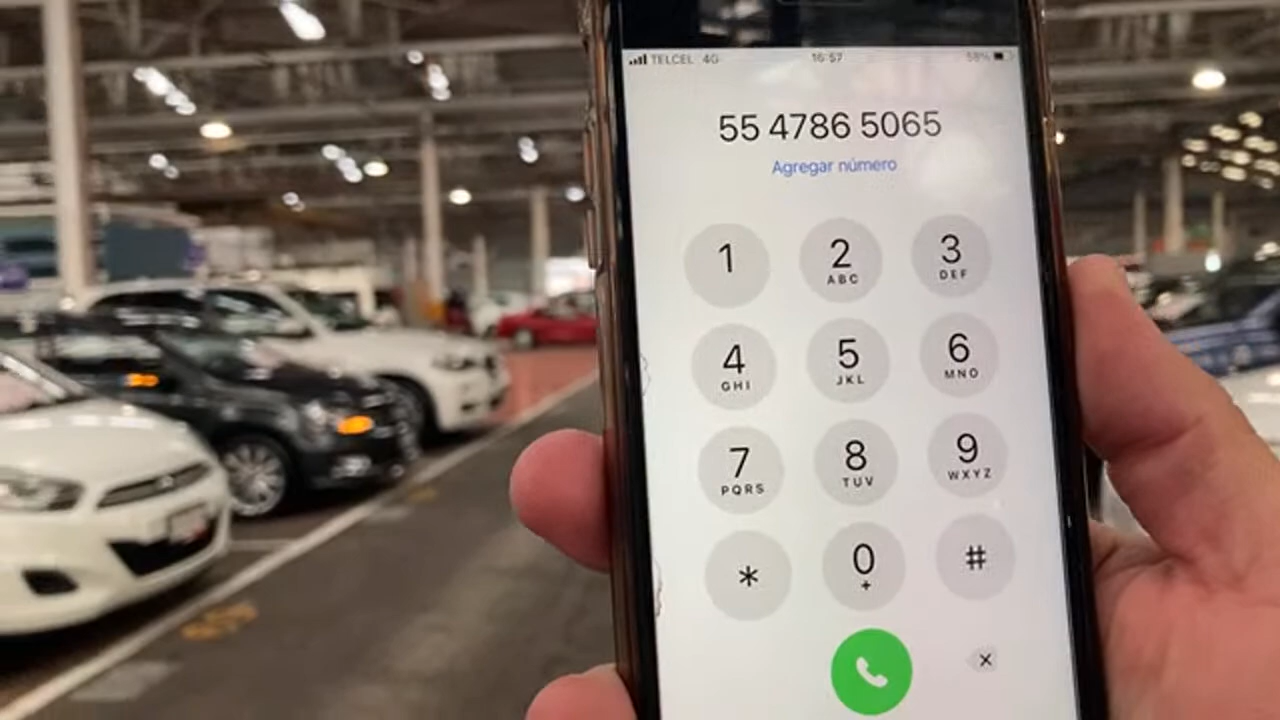 TELCEL 4G 16:57 58%
55 4786 5065
Agregar número
1 2 3
ABC DEF
4 5 6
GHI JKL MNO
7 8 9
PQRS TUV WXYZ
* 0 #
+